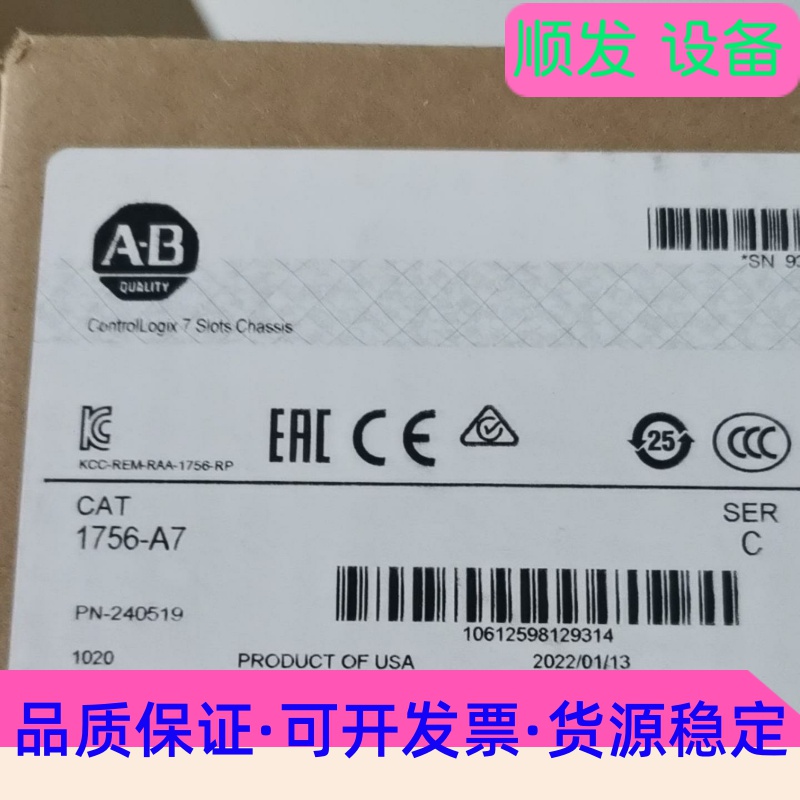 顺发 设备
A-B
QUALITY
*SN 93
ControlLogix 7 Slots Chassis
KC
EAC CE
25
CCC
KCC-REM-RAA-1756-RP
CAT
1756-A7
SER
C
PN-240519
10612598129314
1020
PRODUCT OF USA
2022/01/13
品质保证·可开发票·货源稳定